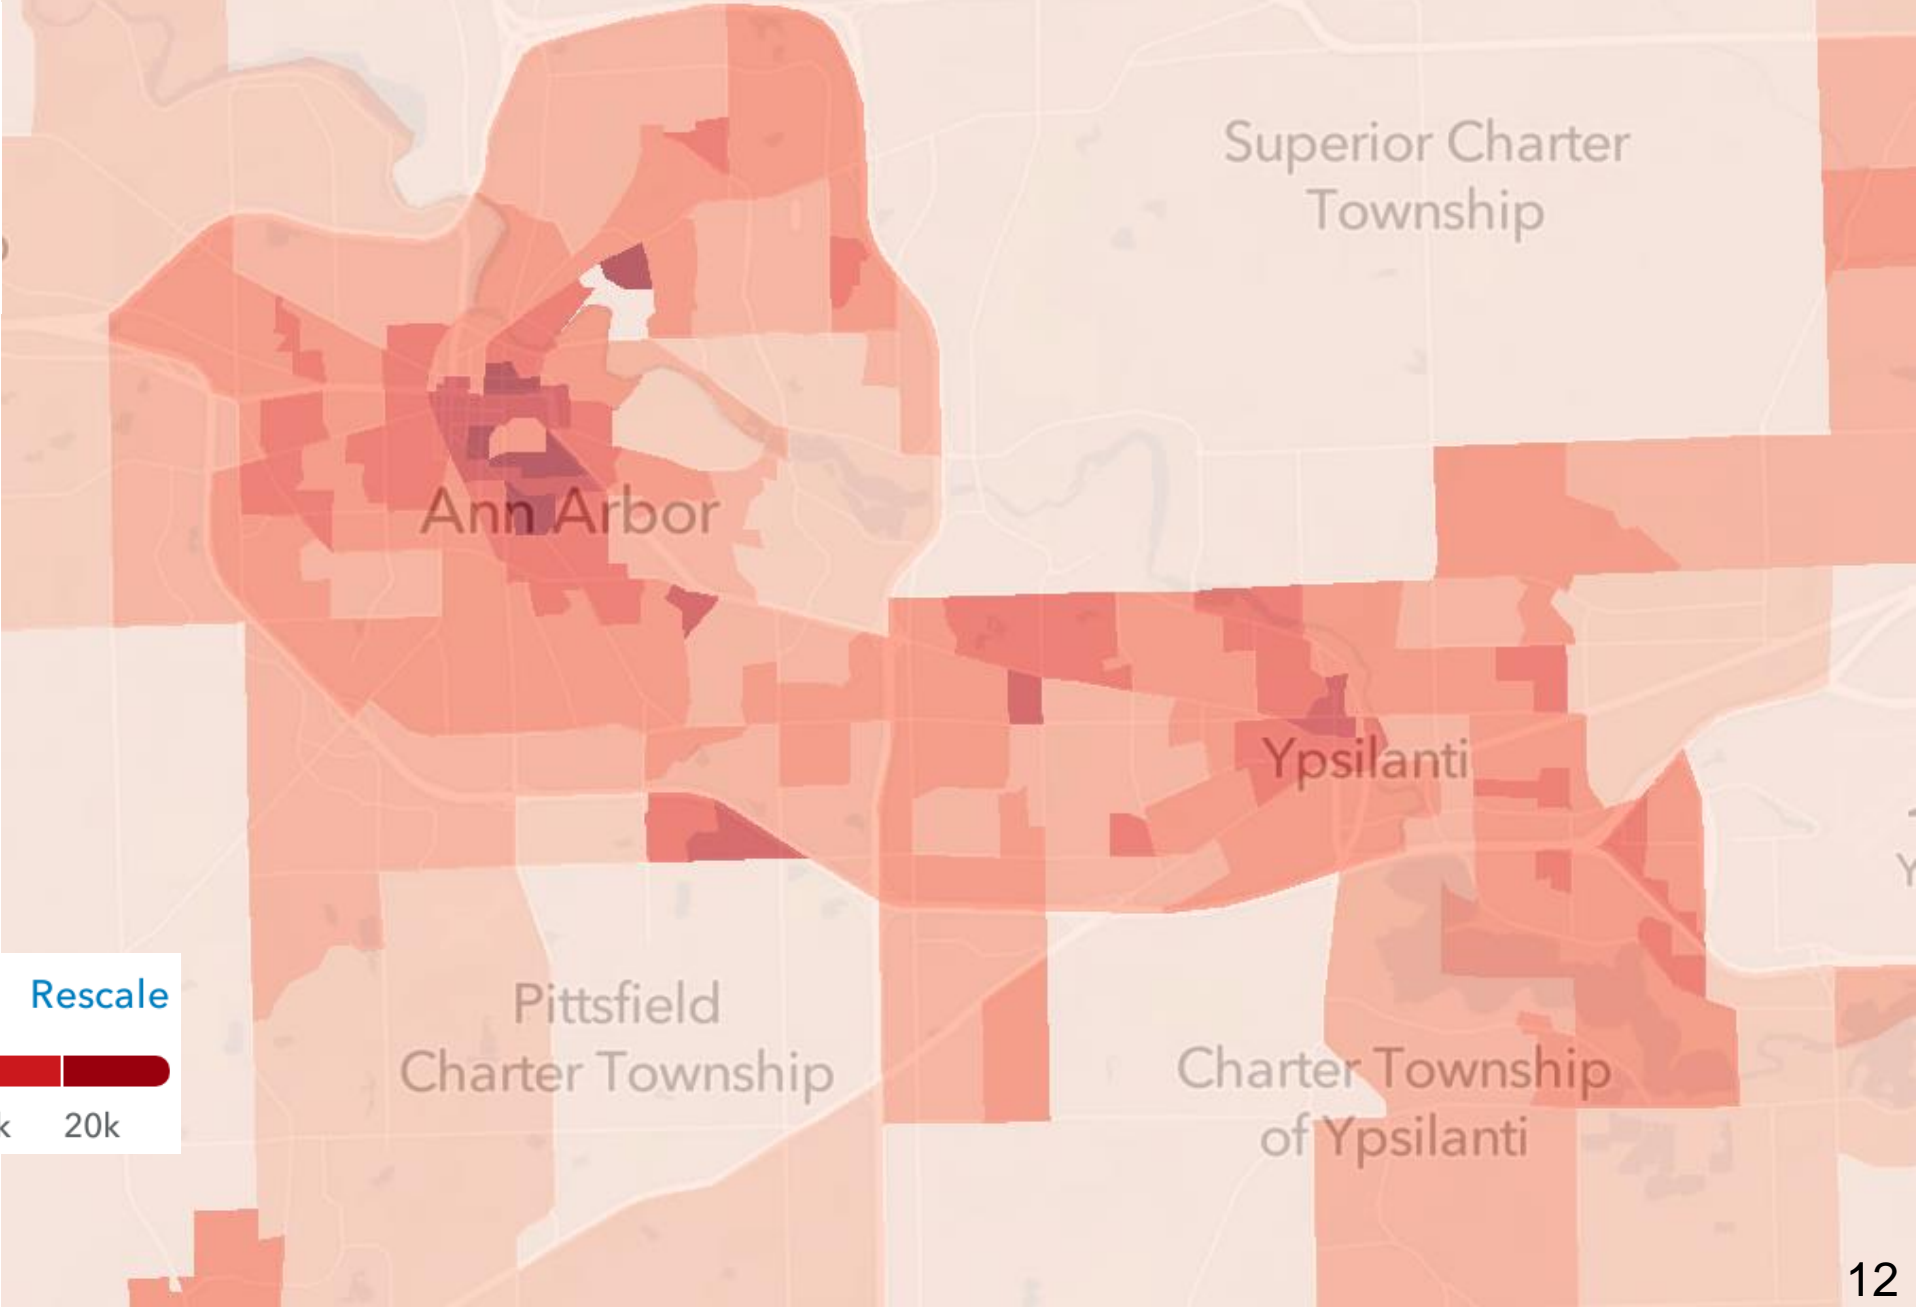 Superior Charter
Township
Ann Arbor
Ypsilanti
Rescale
20k
Pittsfield
Charter Township
Charter Township
of Ypsilanti
12